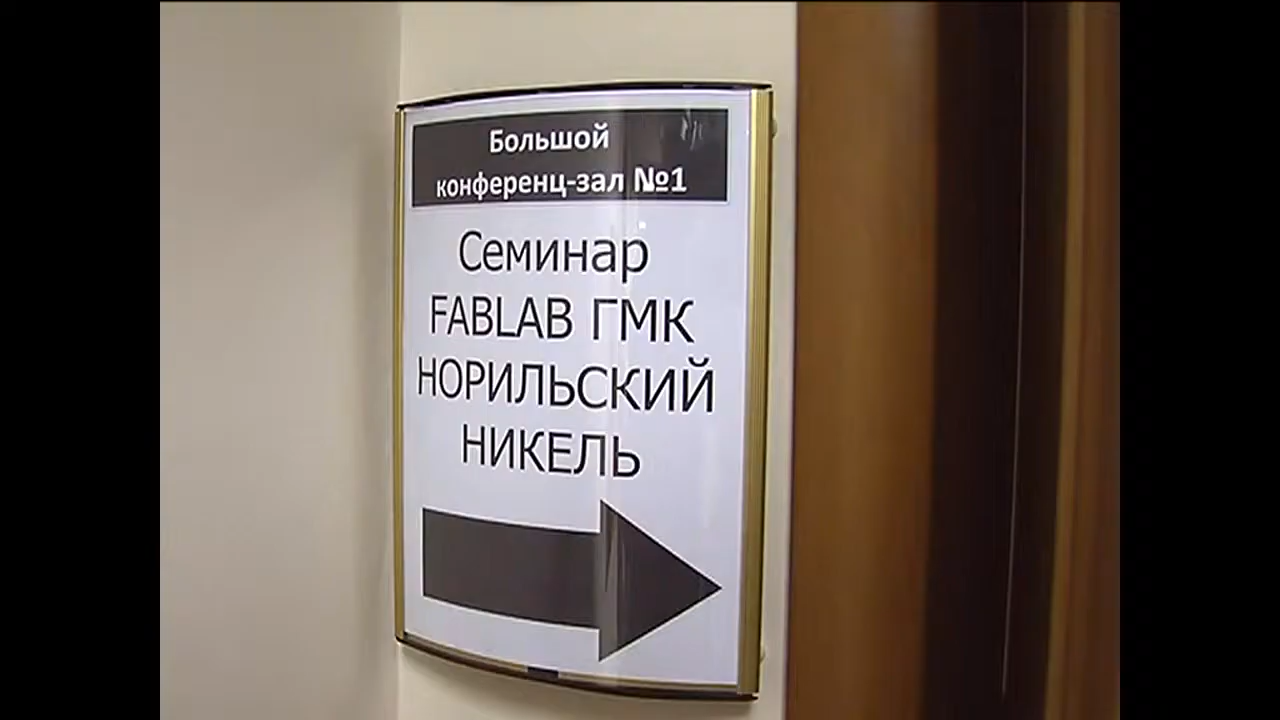 Большой
конференц-зал №1
Семинар
FABLAB ГМК
НОРИЛЬСКИЙ
НИКЕЛЬ